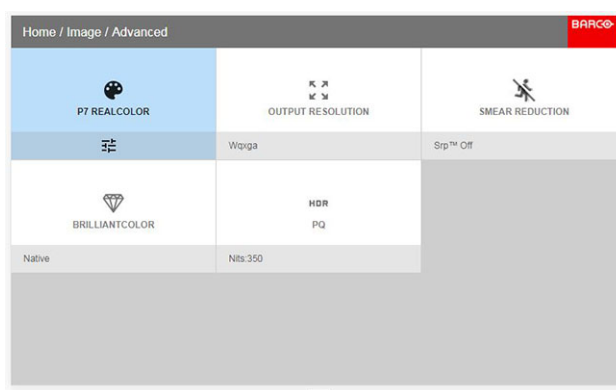 Home / Image / Advanced
BARCO
P7 REALCOLOR
OUTPUT RESOLUTION
SMEAR REDUCTION
Wqxga
Srp™ Off
BRILLIANTCOLOR
HDR
PQ
Native
Nits:350